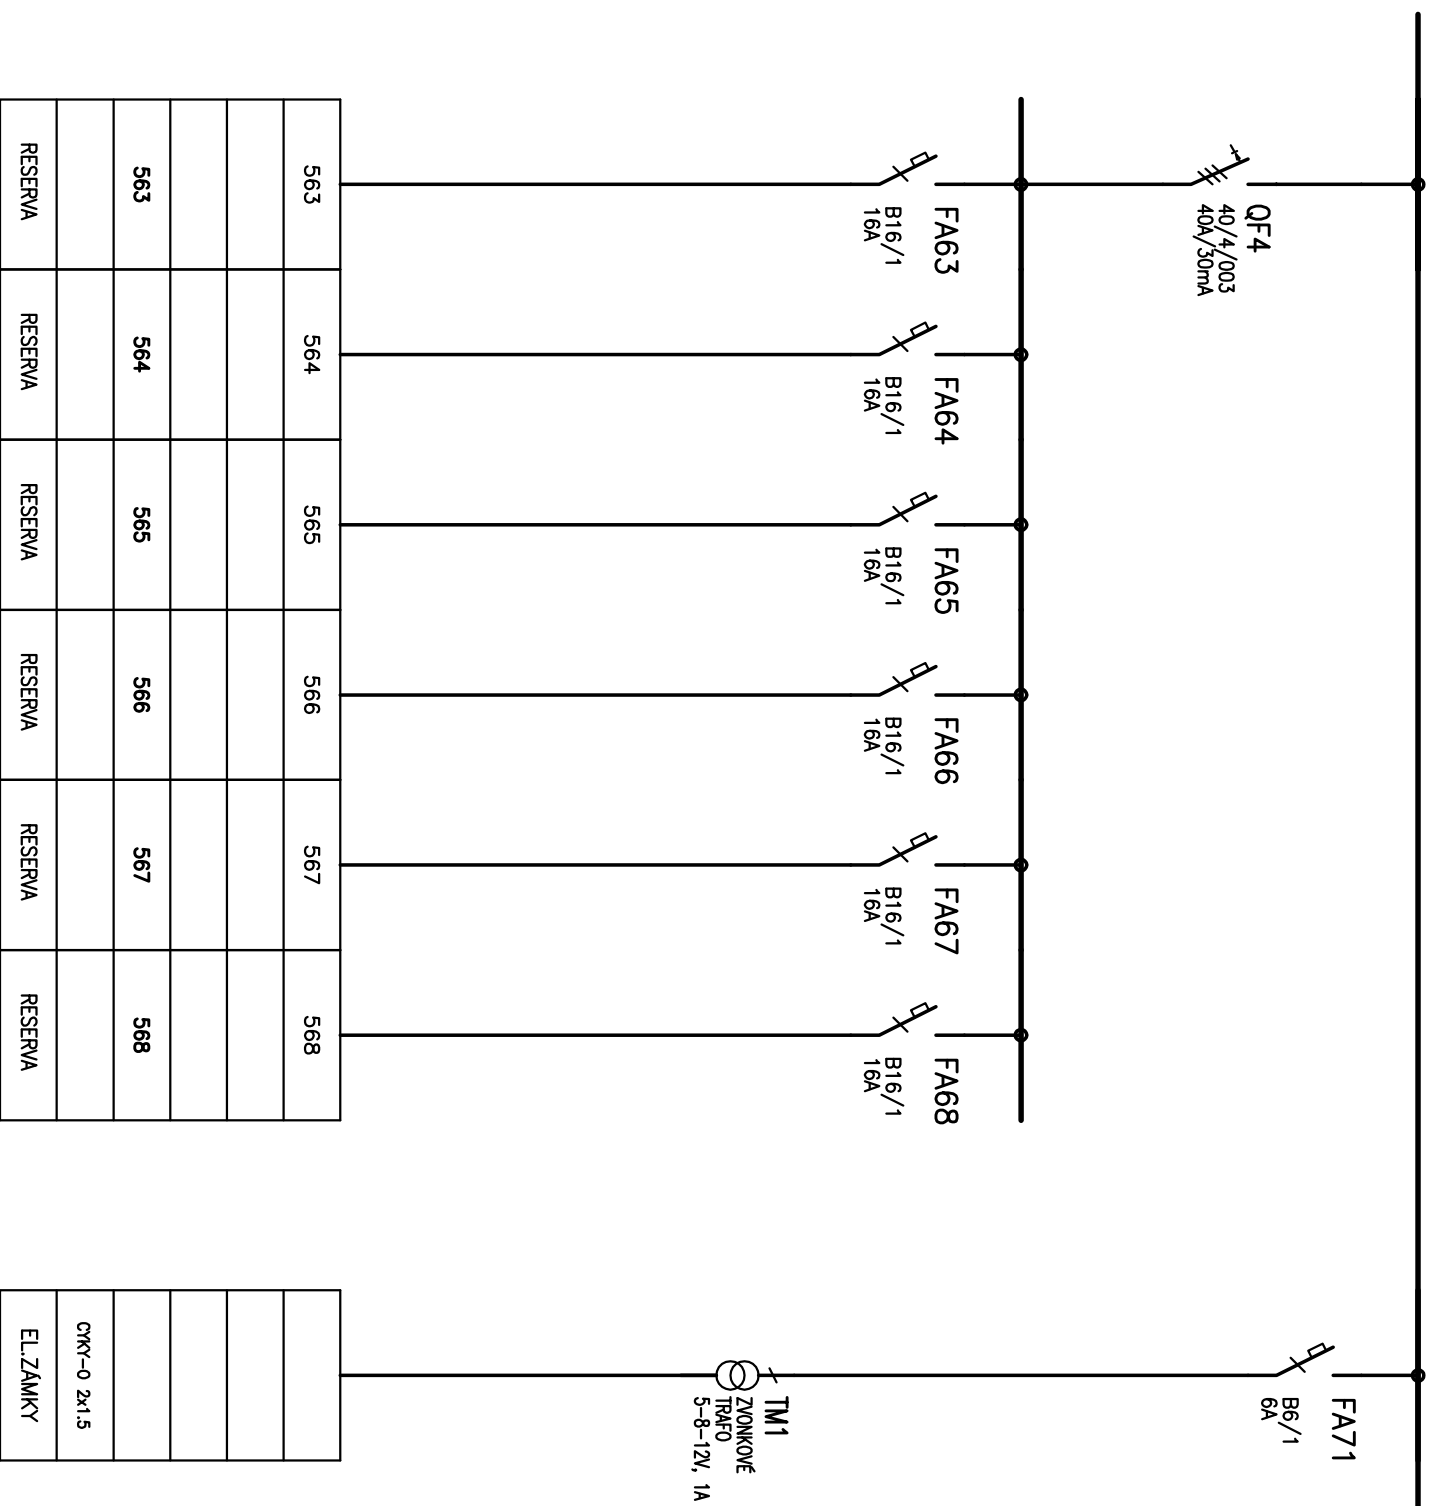 QF4
40/4/003
40A/30mA
FA63
B16/1
16A
FA64
B16/1
16A
FA65
B16/1
16A
FA66
B16/1
16A
FA67
B16/1
16A
FA68
B16/1
16A
FA71
B6/1
6A
TM1
ZVONKOVÉ
TRAFO
5-8-12V, 1A
563 564 565 566 567 568
563 564 565 566 567 568
CYKY-O 2x1.5
RESERVA RESERVA RESERVA RESERVA RESERVA RESERVA EL.ZÁMKY